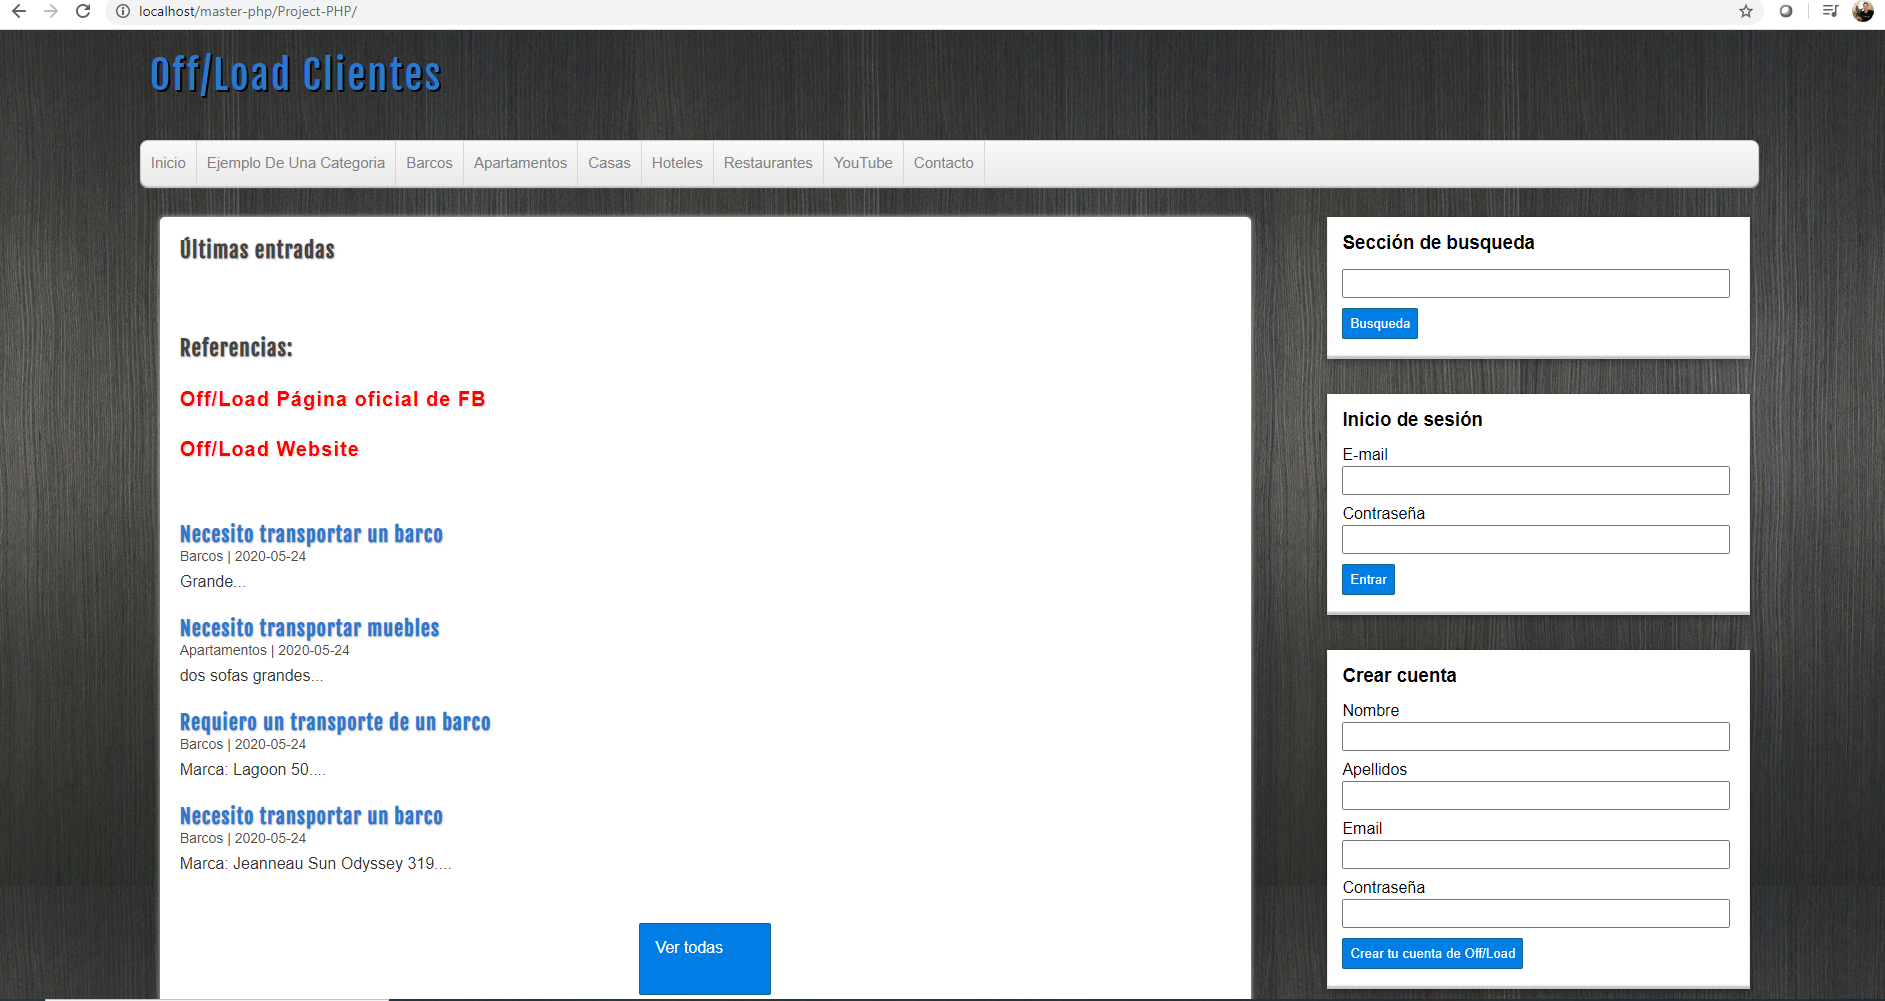 localhost/master-php/Project-PHP/
Off/Load Clientes
Inicio Ejemplo De Una Categoria Barcos Apartamentos Casas Hoteles Restaurantes YouTube Contacto
Últimas entradas
Referencias:
Off/Load Página oficial de FB
Off/Load Website
Necesito transportar un barco
Barcos | 2020-05-24
Grande...
Necesito transportar muebles
Apartamentos | 2020-05-24
dos sofas grandes...
Requiero un transporte de un barco
Barcos | 2020-05-24
Marca: Lagoon 50....
Necesito transportar un barco
Barcos | 2020-05-24
Marca: Jeanneau Sun Odyssey 319....
Ver todas
Sección de busqueda
Busqueda
Inicio de sesión
E-mail
Contraseña
Entrar
Crear cuenta
Nombre
Apellidos
Email
Contraseña
Crear tu cuenta de Off/Load